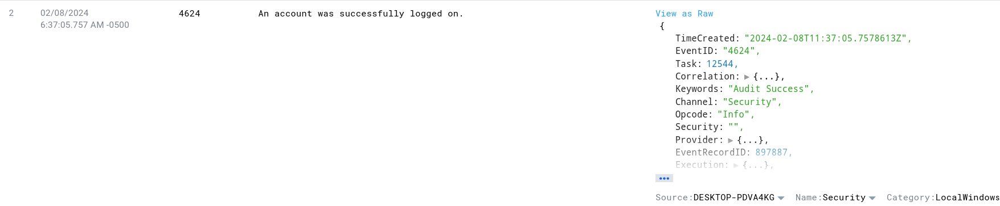 2 02/08/2024 4624 An account was successfully logged on. View as Raw
6:37:05.757 AM -0500
{
TimeCreated: "2024-02-08T11:37:05.7578613Z",
EventID: "4624",
Task: 12544,
Correlation: ▶ {...},
Keywords: "Audit Success",
Channel: "Security",
Opcode: "Info",
Security: "",
Provider: ▶ {...},
EventRecordID: 897887,
Execution: ▶ {...},
•••
Source:DESKTOP-PDVA4KG ▼ Name:Security ▼ Category:LocalWindows